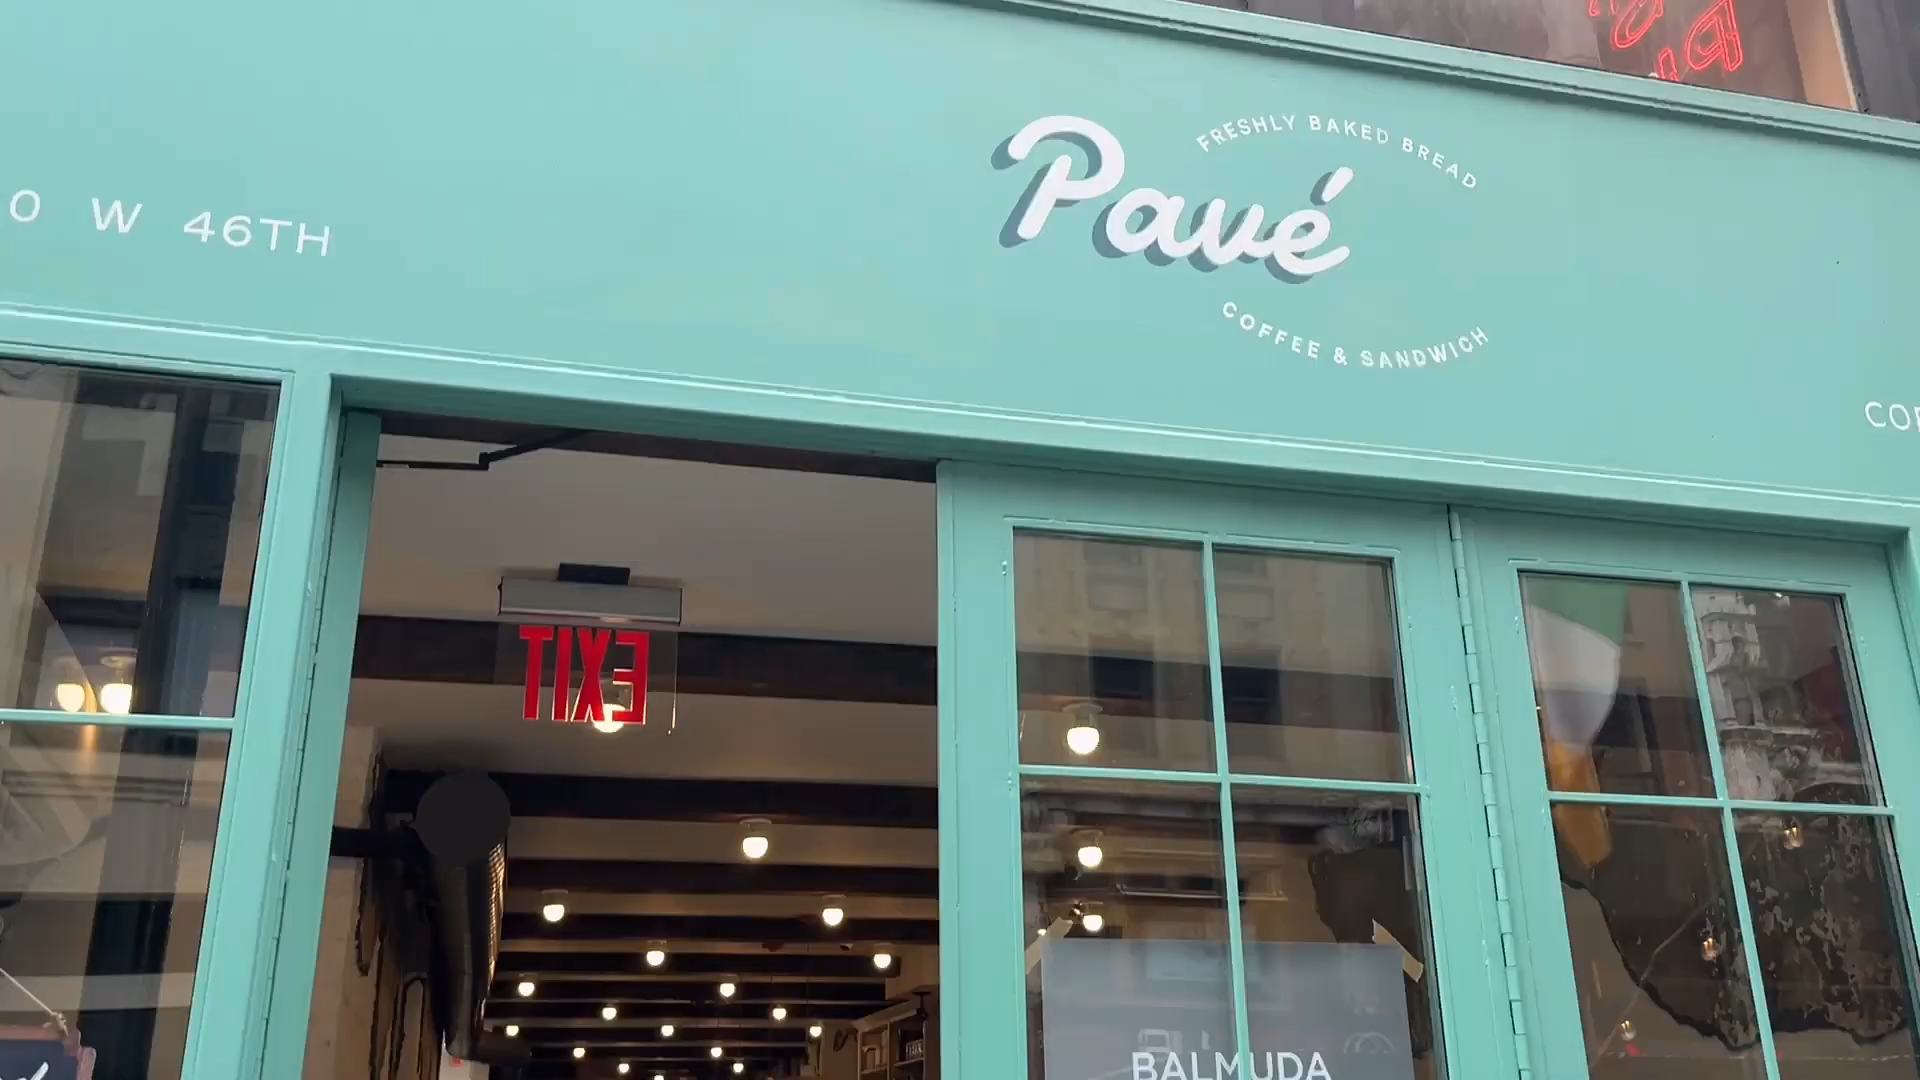 0 W 46TH
FRESHLY BAKED BREAD
Pavé
COFFEE & SANDWICH
EXIT
BALMUDA